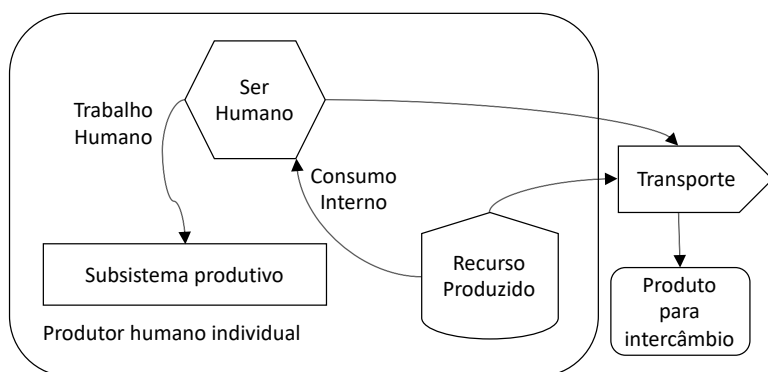 Ser
Humano
Trabalho
Humano
Consumo
Interno
Transporte
Subsistema produtivo
Recurso
Produzido
Produto
para
intercâmbio
Produtor humano individual